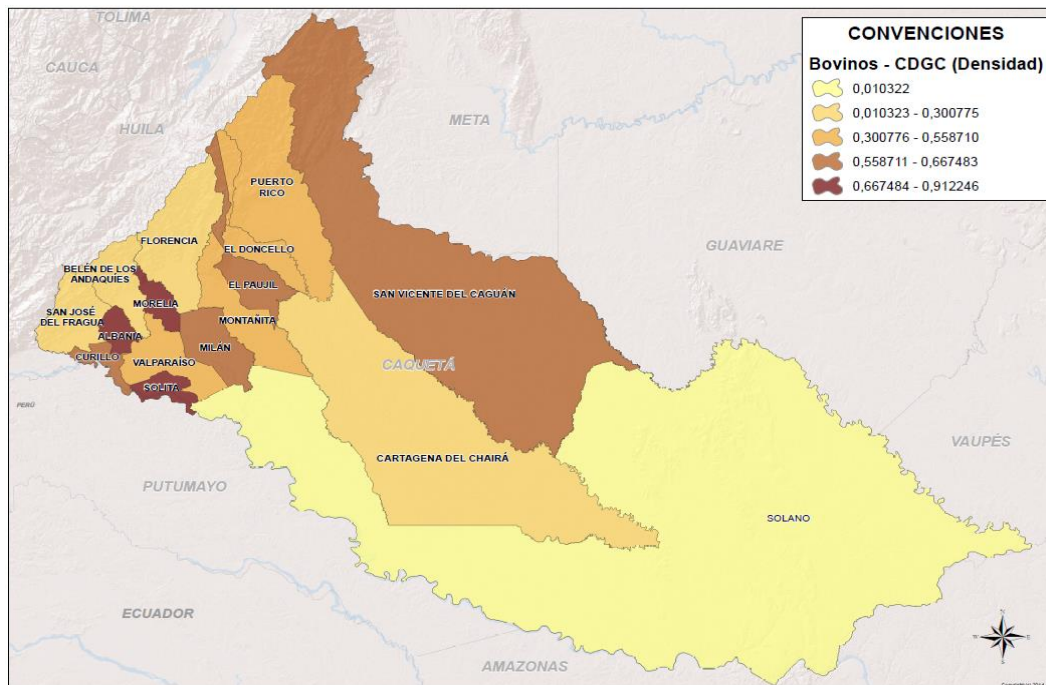 TOLIMA
CAUCA
HUILA
META
GUAVIARE
VAUPÉS
CAQUETÁ
PUTUMAYO
ECUADOR
AMAZONAS
PERÚ
CONVENCIONES
Bovinos - CDGC (Densidad)
0,010322
0,010323 - 0,300775
0,300776 - 0,558710
0,558711 - 0,667483
0,667484 - 0,912246
PUERTO
RICO
FLORENCIA
EL DONCELLO
BELÉN DE LOS
ANDAQUÍES
EL PAUJIL
SAN VICENTE DEL CAGUÁN
MORELIA
SAN JOSÉ
DEL FRAGUA
MONTAÑITA
ALBANIA
MILÁN
CURILLO
VALPARAÍSO
SOLITA
CARTAGENA DEL CHAIRÁ
SOLANO
N